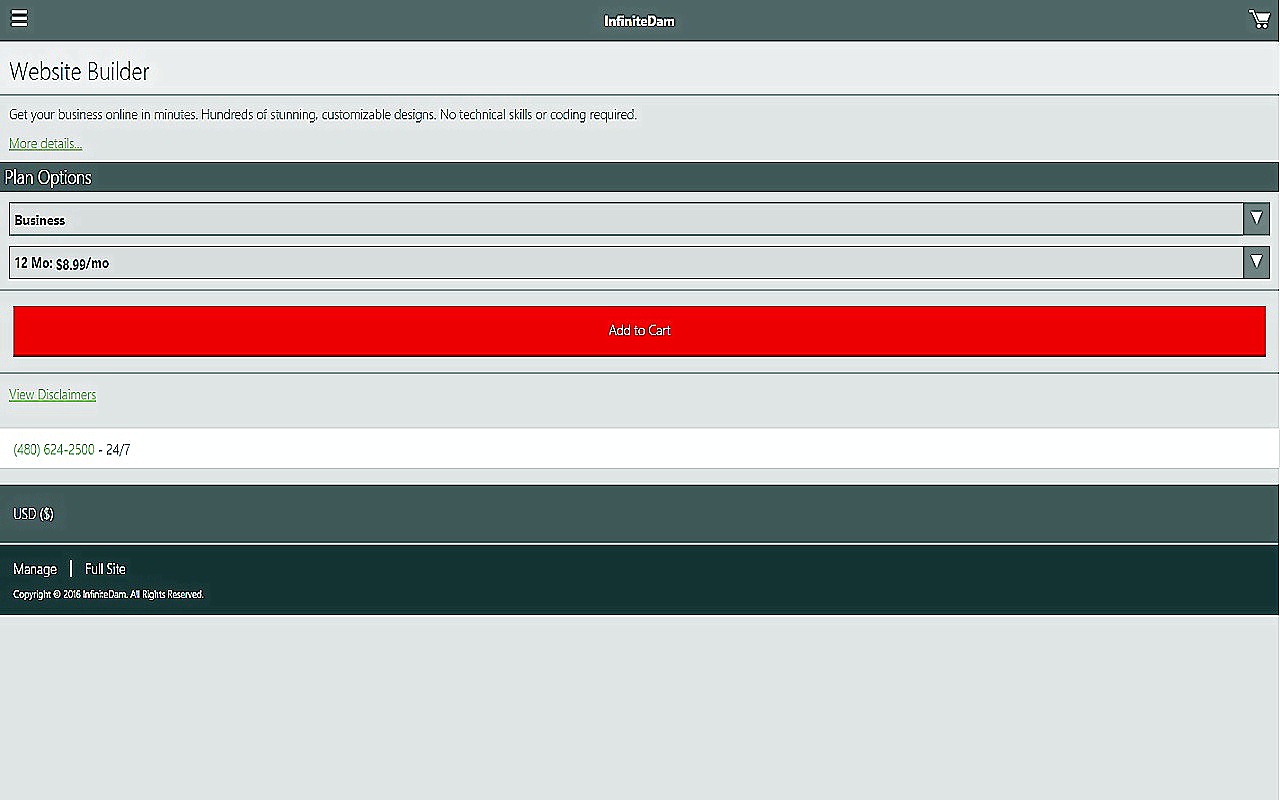 InfiniteDam
Website Builder
Get your business online in minutes. Hundreds of stunning, customizable designs. No technical skills or coding required.
More details...
Plan Options
Business
12 Mo: $8.99/mo
Add to Cart
View Disclaimers
(480) 624-2500 - 24/7
USD ($)
Manage | Full Site
Copyright © 2016 InfiniteDam. All Rights Reserved.